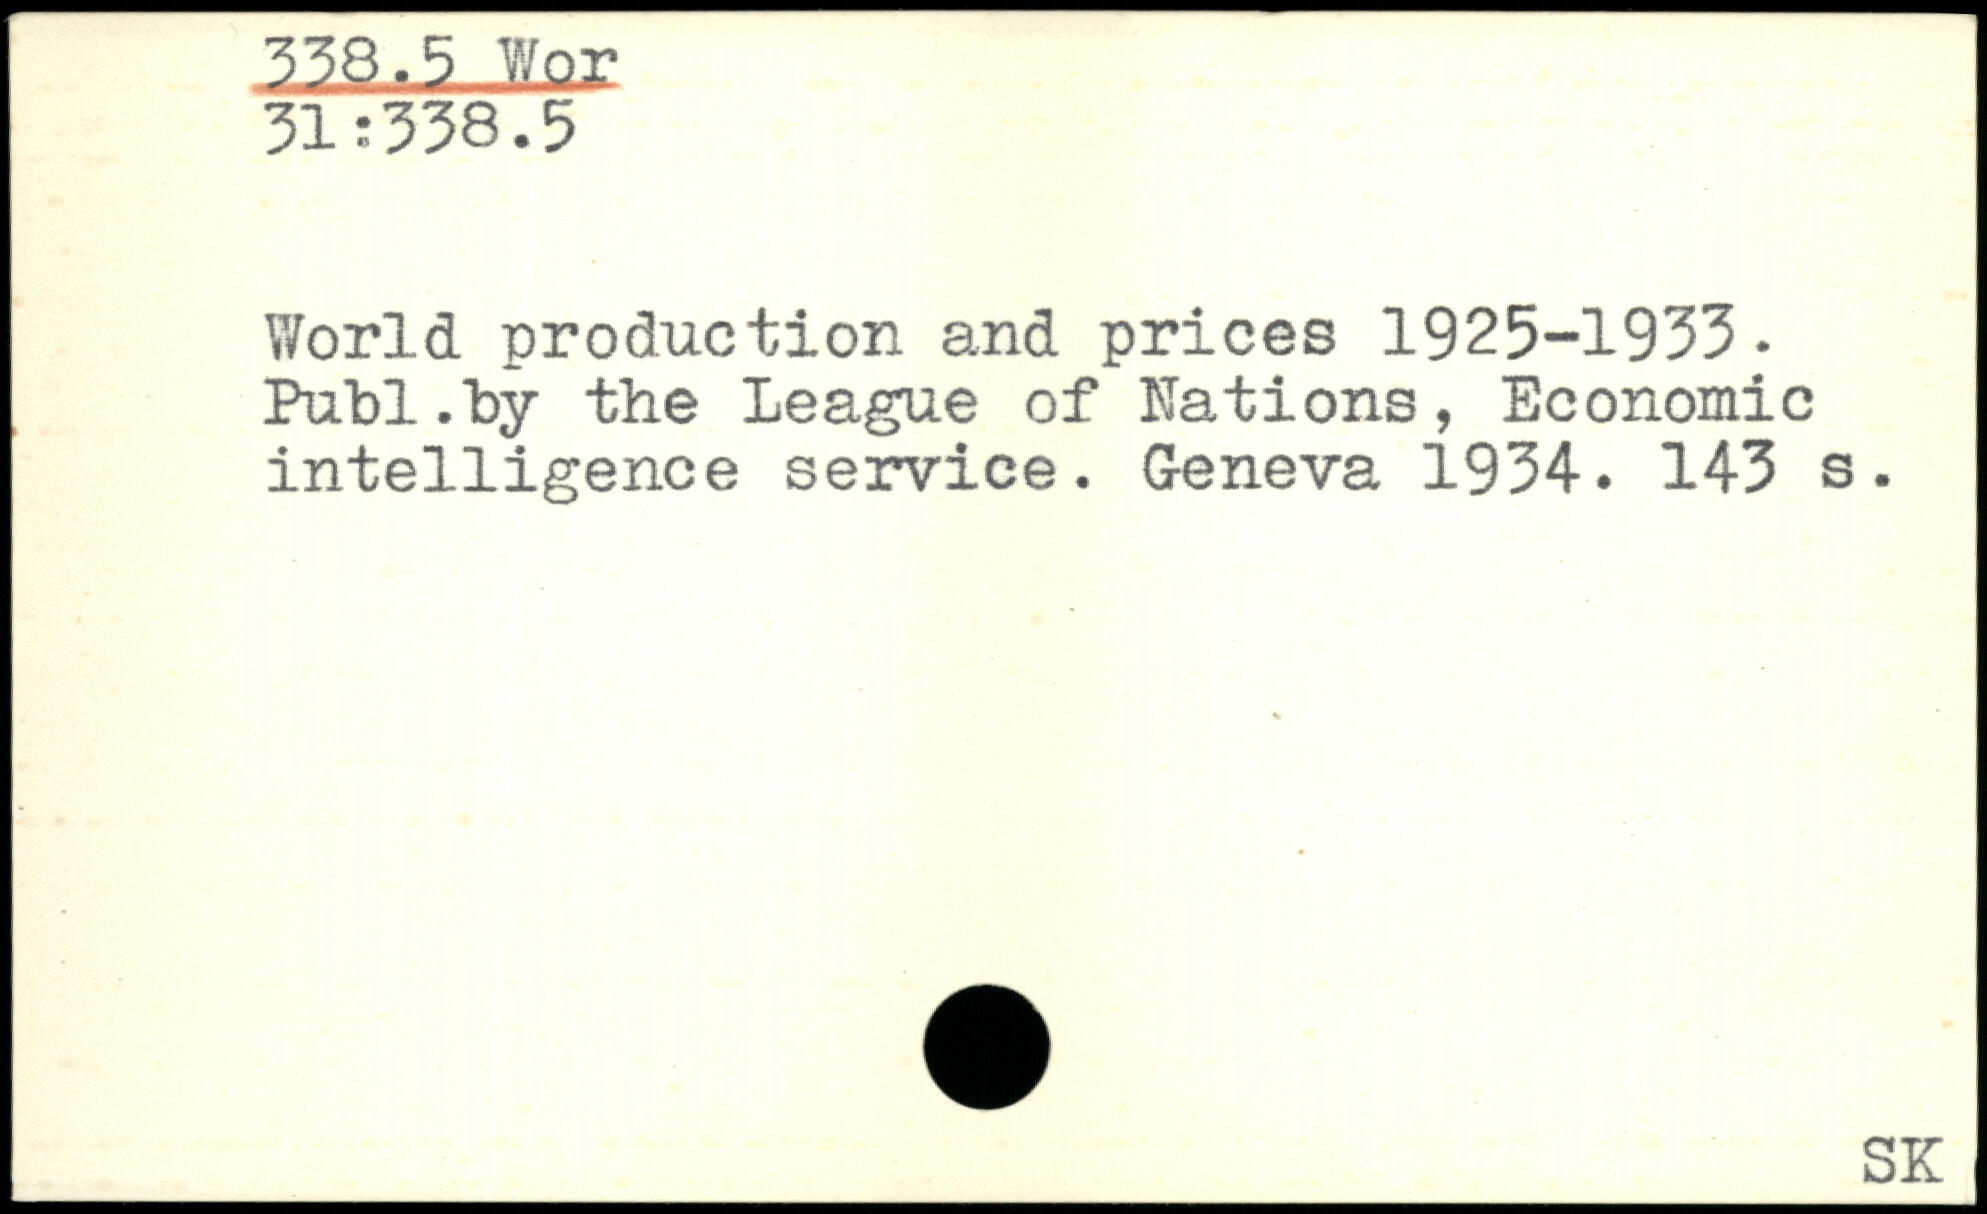 338.5 Wor
31:338.5
World production and prices 1925-1933.
Publ.by the League of Nations, Economic
intelligence service. Geneva 1934. 143 s.
SK